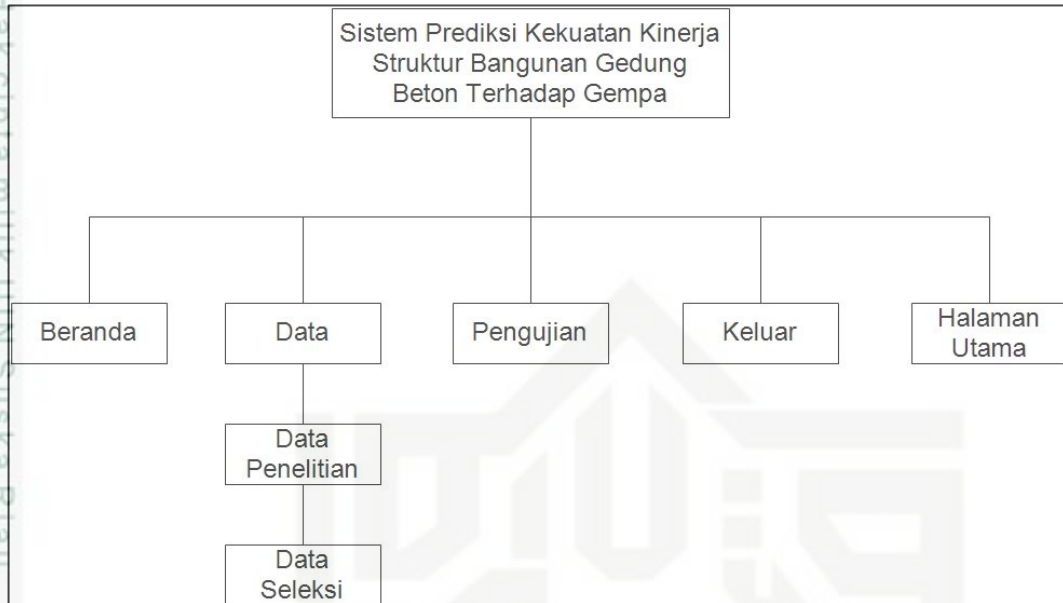 Sistem Prediksi Kekuatan Kinerja
Struktur Bangunan Gedung
Beton Terhadap Gempa
Beranda
Data
Pengujian
Keluar
Halaman
Utama
Data
Penelitian
Data
Seleksi